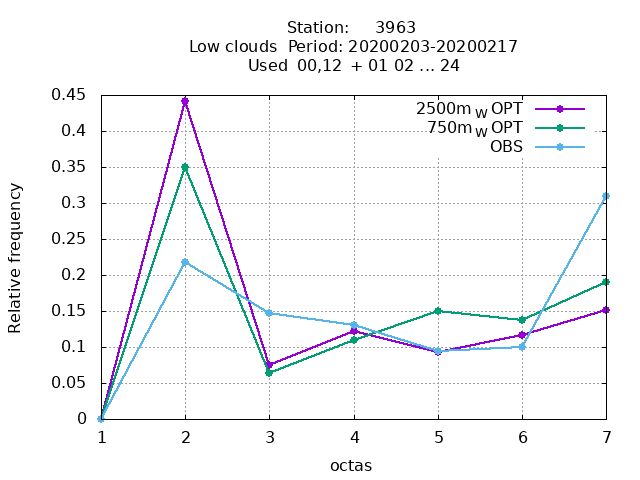 Station: 3963
Low clouds Period: 20200203-20200217
Used 00,12 + 01 02 ... 24
2500m W OPT
750m W OPT
OBS
Relative frequency
0.45
0.4
0.35
0.3
0.25
0.2
0.15
0.1
0.05
0
1 2 3 4 5 6 7
octas